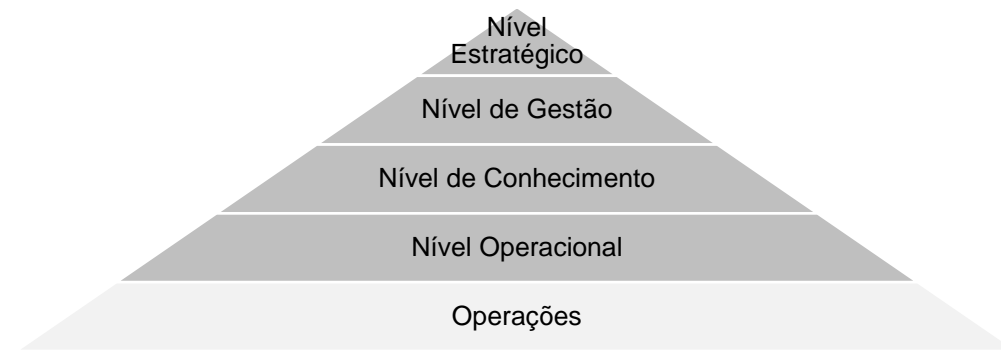 Nível
Estratégico
Nível de Gestão
Nível de Conhecimento
Nível Operacional
Operações